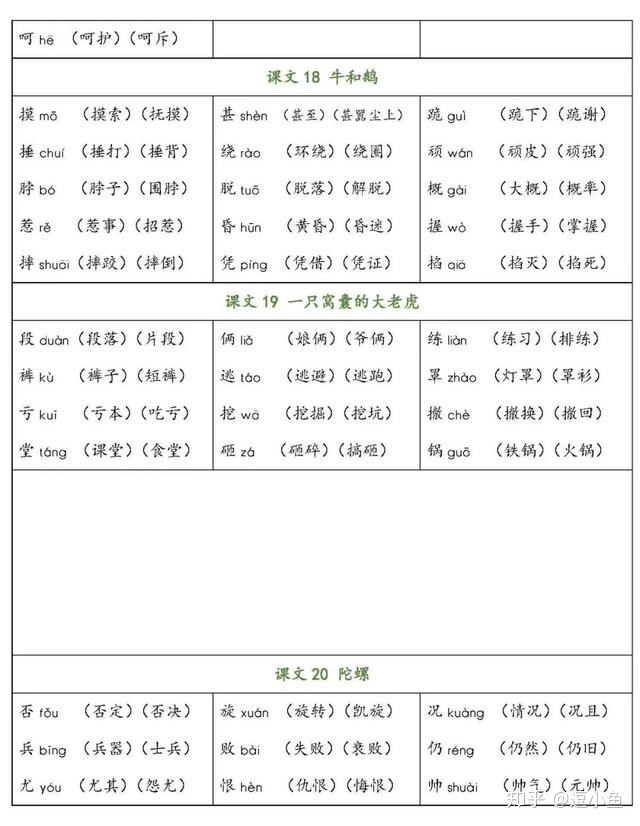 呵 hē （呵护）（呵斥）
课文18 牛和鹅
摸 mō （摸索）（抚摸） 甚 shèn （甚至）（甚嚣尘上） 跪 guì （跪下）（跪谢）
捶 chuí （捶打）（捶背） 绕 rào （环绕）（绕圈） 顽 wán （顽皮）（顽强）
脖 bó （脖子）（围脖） 脱 tuō （脱落）（解脱） 概 gài （大概）（概率）
惹 rě （惹事）（招惹） 昏 hūn （黄昏）（昏迷） 握 wò （握手）（掌握）
摔 shuāi（摔跤）（摔倒） 凭 píng （凭借）（凭证） 掐 qiā （掐灭）（掐死）
课文19 一只窝囊的大老虎
段 duàn（段落）（片段） 俩 liǎ （娘俩）（爷俩） 练 liàn （练习）（排练）
裤 kù （裤子）（短裤） 逃 táo （逃避）（逃跑） 罩 zhào （灯罩）（罩衫）
亏 kuī （亏本）（吃亏） 挖 wā （挖掘）（挖坑） 撤 chè （撤换）（撤回）
堂 táng （课堂）（食堂） 砸 zá （砸碎）（搞砸） 锅 guō （铁锅）（火锅）
课文20 陀螺
否 fǒu （否定）（否决） 旋 xuán （旋转）（凯旋） 况 kuàng （情况）（况且）
兵 bīng （兵器）（士兵） 败 bài （失败）（衰败） 仍 réng （仍然）（仍旧）
尤 yóu （尤其）（怨尤） 恨 hèn （仇恨）（悔恨） 帅 shuài （帅气）（元帅）
知乎 @逗小鱼